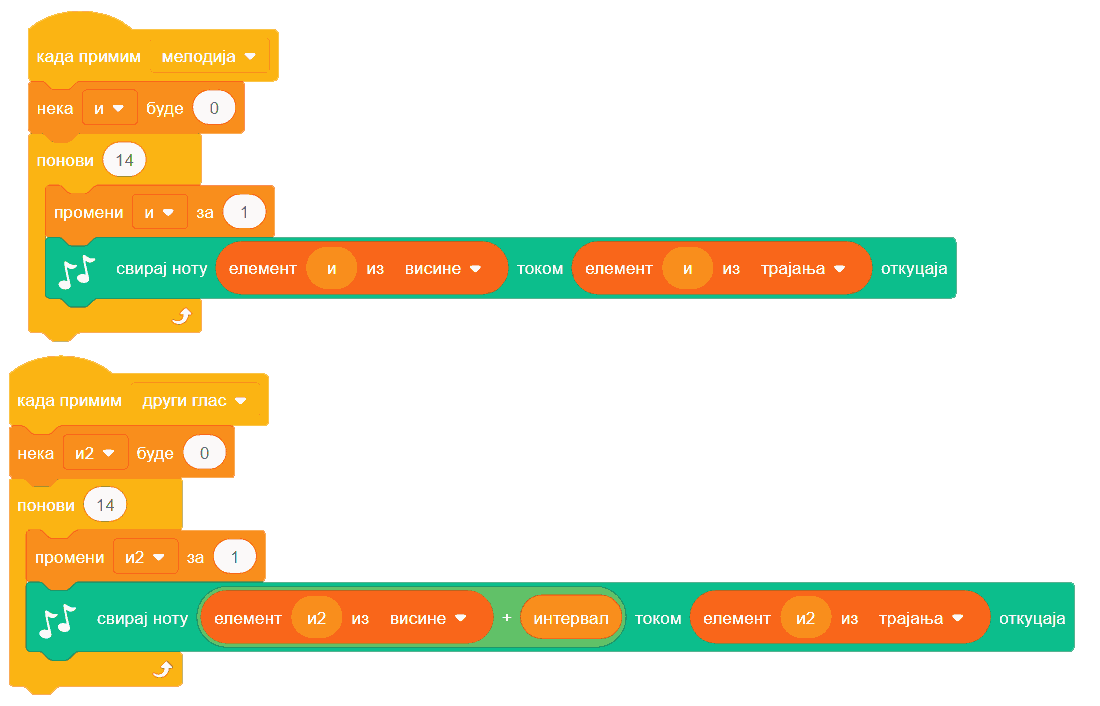 када примим мелодија
нека и буде 0
понови 14
промени и за 1
свирај ноту елемент и из висине током елемент и из трајања откуцаја
када примим други глас
нека и2 буде 0
понови 14
промени и2 за 1
свирај ноту елемент и2 из висине + интервал током елемент и2 из трајања откуцаја